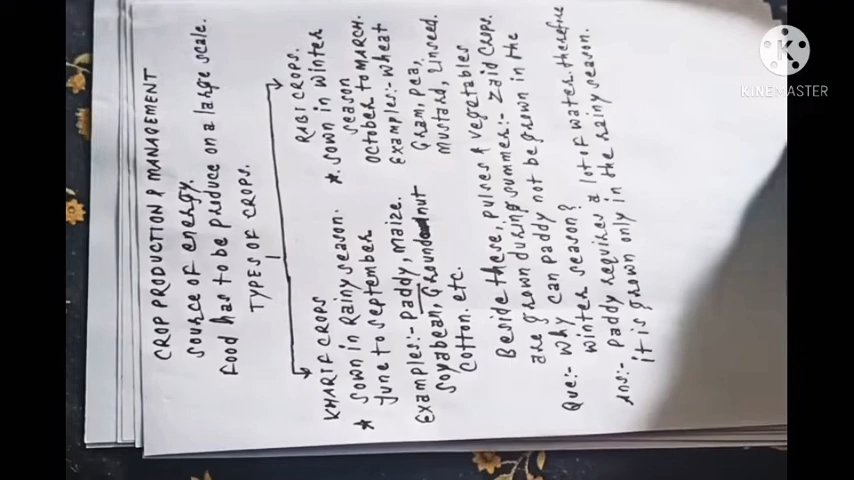 CROP PRODUCTION & MANAGEMENT
source of energy.
Food has to be produce on a large scale.
TYPES OF CROPS.
KHARIF CROPS
* Sown in Rainy season.
June to september
Examples:- Paddy, maize.
Soyabean, Groundnut
Cotton. etc.
RABI CROPS.
* Sown in winter
season
October to MARCH.
Examples:- wheat
Gram, pea,
mustard, Linseed.
Beside these, pulses & vegetables
are grown during summer:- zaid crops.
Que:- why can paddy not be grown in the
winter season?
Ans:- Paddy requires a lot of water. therefore
it is grown only in the rainy season.
KINEMASTER